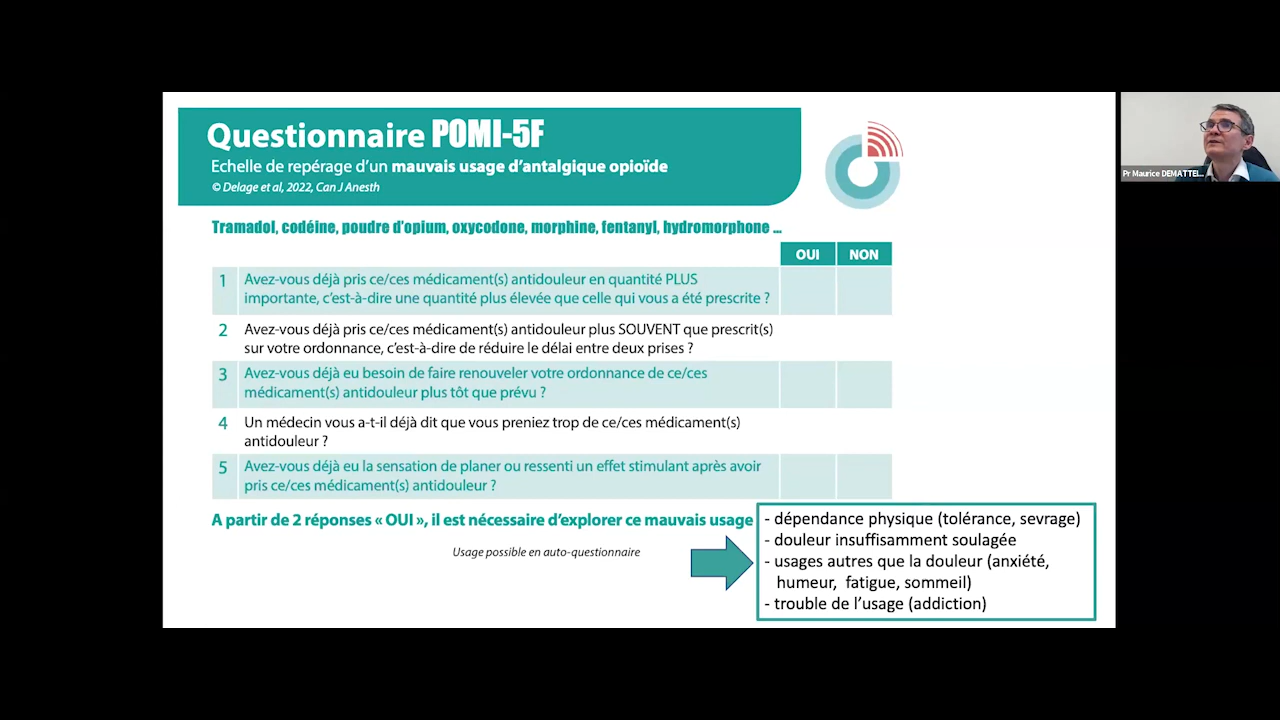 Questionnaire POMI-5F
Echelle de repérage d'un mauvais usage d'antalgique opioïde
© Delage et al, 2022, Can J Anesth
Tramadol, codéine, poudre d'opium, oxycodone, morphine, fentanyl, hydromorphone ...
OUI NON
1 Avez-vous déjà pris ce/ces médicament(s) antidouleur en quantité PLUS
importante, c'est-à-dire une quantité plus élevée que celle qui vous a été prescrite ?
2 Avez-vous déjà pris ce/ces médicament(s) antidouleur plus SOUVENT que prescrit(s)
sur votre ordonnance, c'est-à-dire de réduire le délai entre deux prises ?
3 Avez-vous déjà eu besoin de faire renouveler votre ordonnance de ce/ces
médicament(s) antidouleur plus tôt que prévu ?
4 Un médecin vous a-t-il déjà dit que vous preniez trop de ce/ces médicament(s)
antidouleur ?
5 Avez-vous déjà eu la sensation de planer ou ressenti un effet stimulant après avoir
pris ce/ces médicament(s) antidouleur ?
A partir de 2 réponses « OUI », il est nécessaire d'explorer ce mauvais usage
Usage possible en auto-questionnaire
- dépendance physique (tolérance, sevrage)
- douleur insuffisamment soulagée
- usages autres que la douleur (anxiété,
humeur, fatigue, sommeil)
- trouble de l'usage (addiction)
Pr Maurice DEMATTEI...